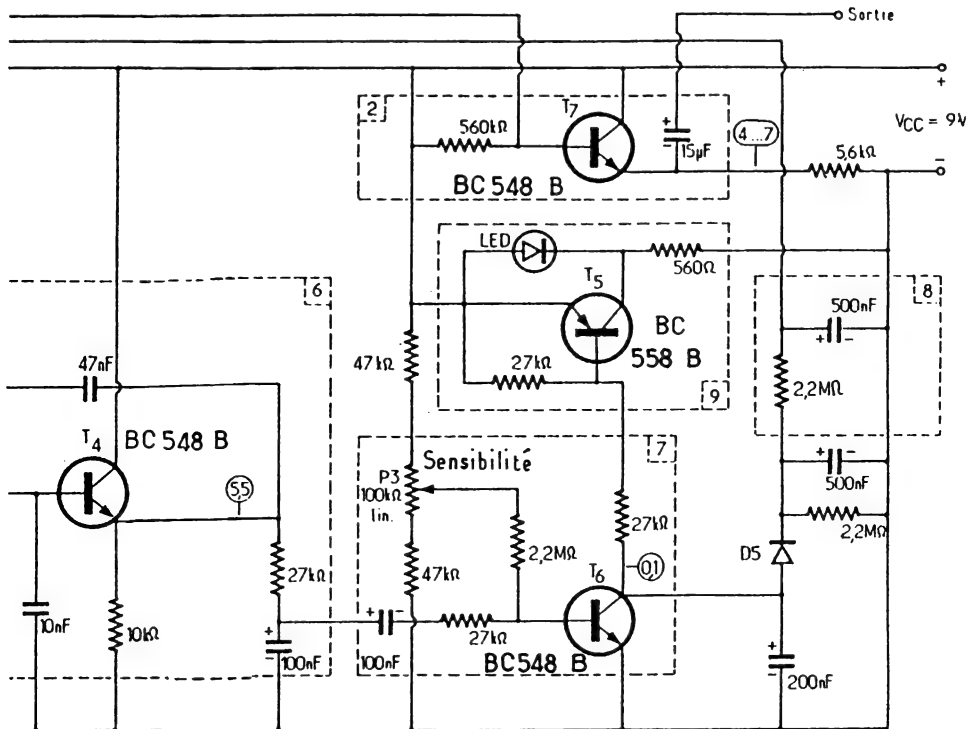 Sortie
+
VCC = 9V
-
2
T7
560kΩ
BC 548 B
+
-
15µF
4...7
5,6kΩ
LED
T5
560Ω
BC
558 B
27kΩ
9
8
500nF
+ -
2,2MΩ
+ -
500nF
2,2MΩ
D5
6
47nF
T4
BC 548 B
5,5
27kΩ
10nF
10kΩ
+
-
100nF
47kΩ
7
Sensibilité
P3
100kΩ
lin.
2,2MΩ
27kΩ
47kΩ
T6
0,1
+ -
100nF
27kΩ
BC548 B
+
-
200nF